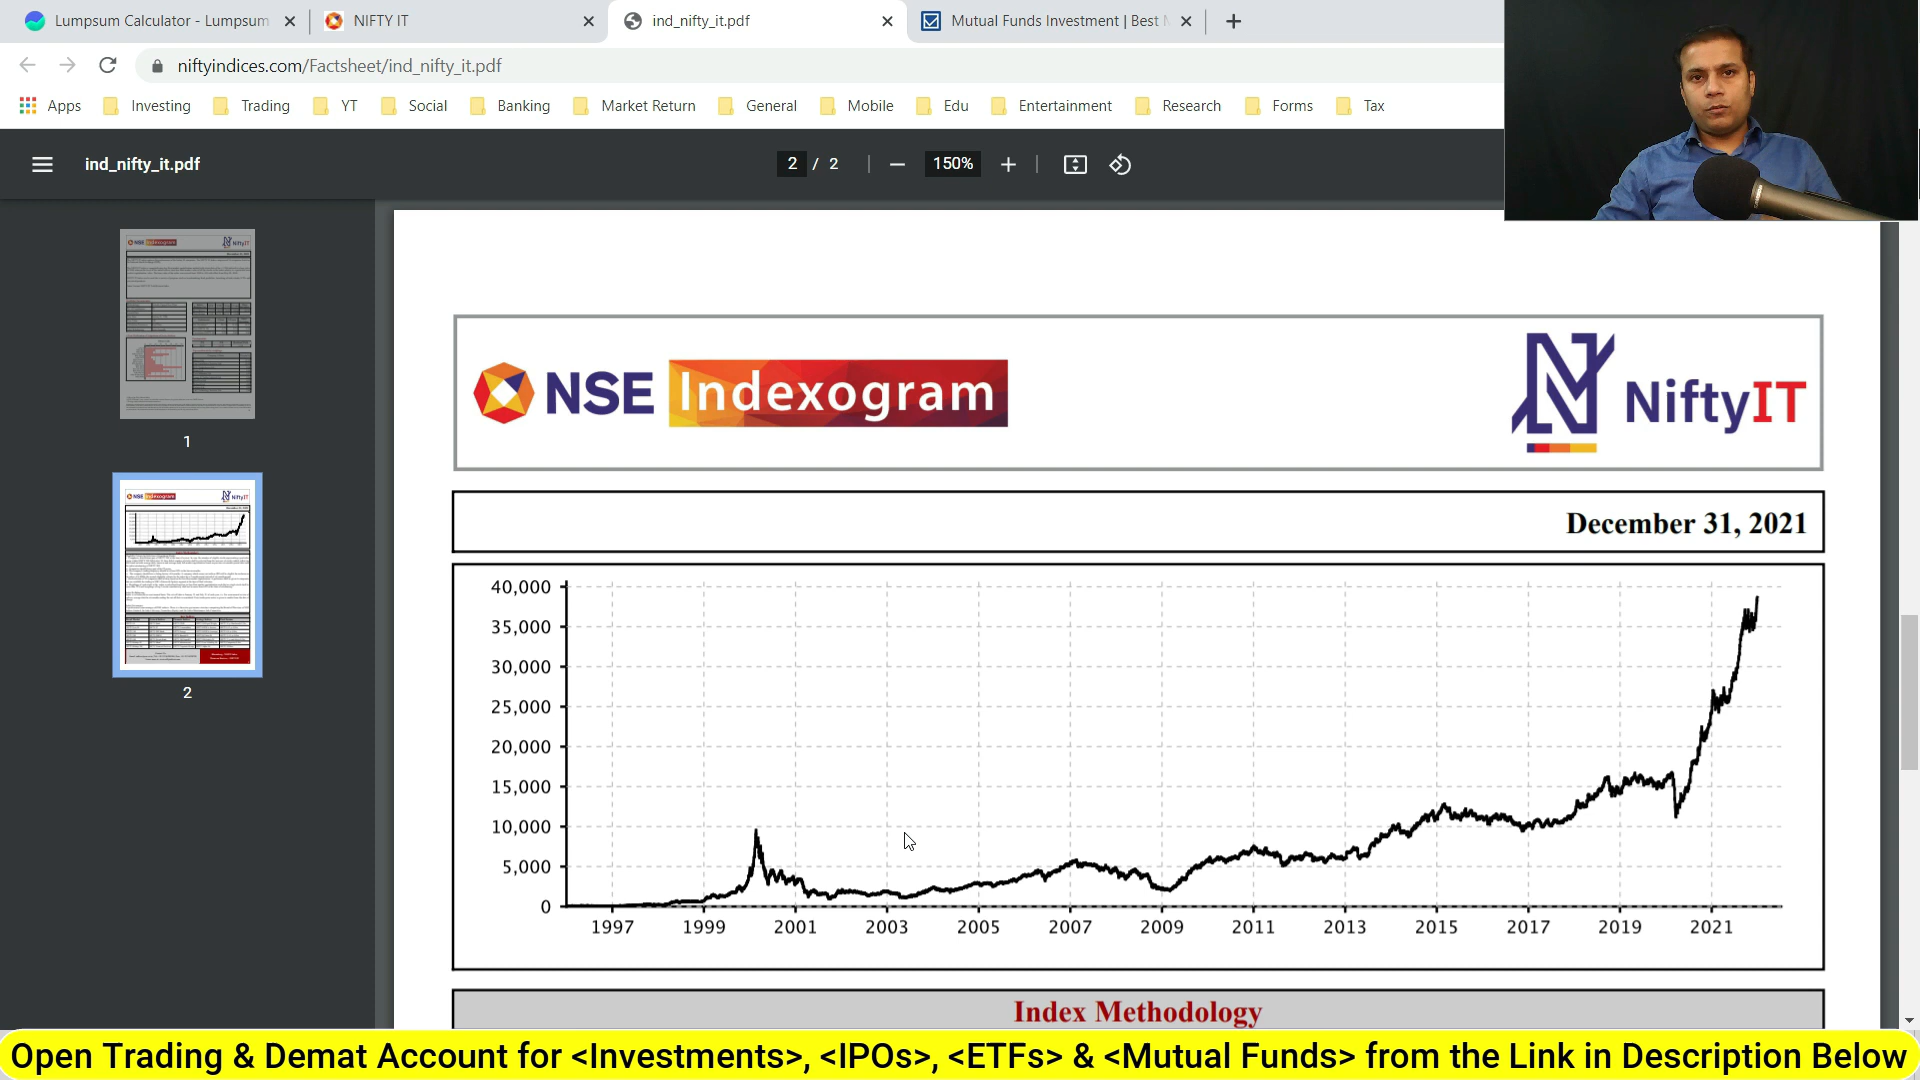 Lumpsum Calculator - Lumpsum
NIFTY IT
ind_nifty_it.pdf
Mutual Funds Investment | Best M
niftyindices.com/Factsheet/ind_nifty_it.pdf
Apps Investing Trading YT Social Banking Market Return General Mobile Edu Entertainment Research Forms Tax
ind_nifty_it.pdf
2 / 2
150%
1
2
NSE Indexogram
NiftyIT
December 31, 2021
40,000
35,000
30,000
25,000
20,000
15,000
10,000
5,000
0
1997 1999 2001 2003 2005 2007 2009 2011 2013 2015 2017 2019 2021
Index Methodology
Open Trading & Demat Account for <Investments>, <IPOs>, <ETFs> & <Mutual Funds> from the Link in Description Below